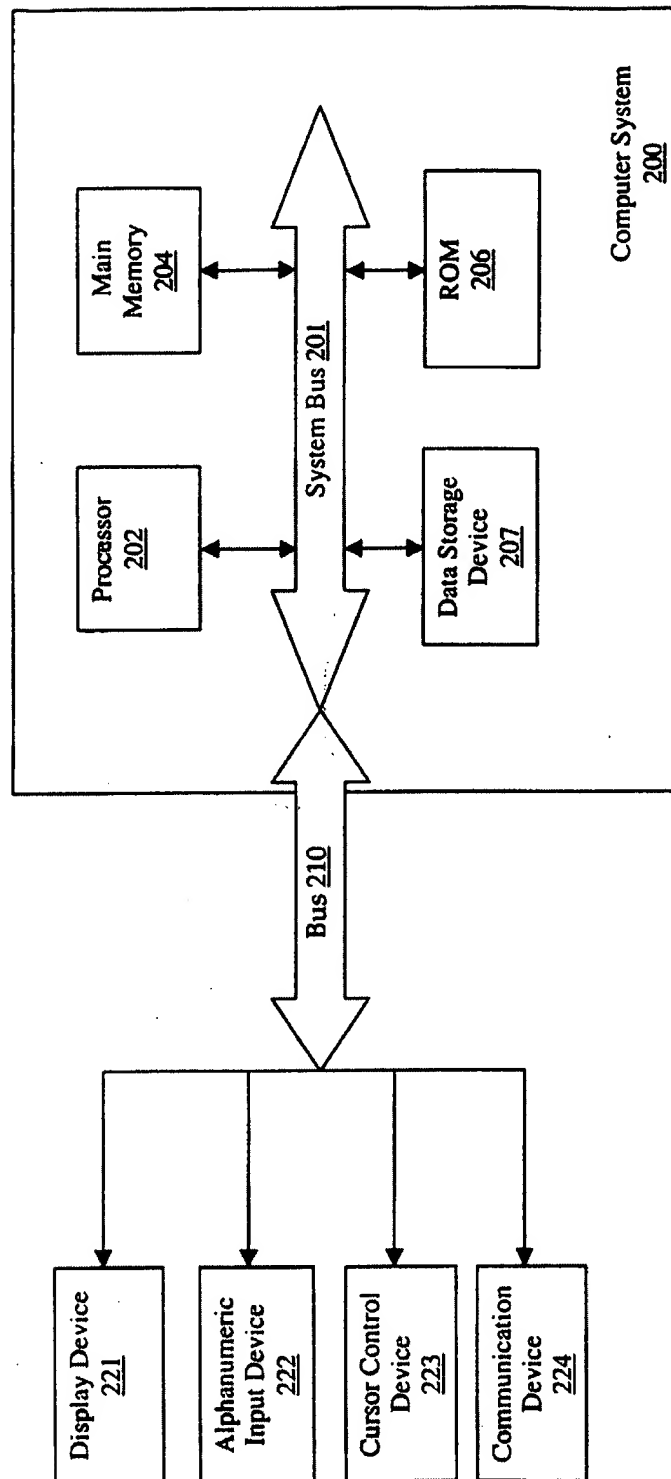 Display Device
221
Alphanumeric
Input Device
222
Cursor Control
Device
223
Communication
Device
224
Bus 210
Processor
202
Main
Memory
204
System Bus 201
Data Storage
Device
207
ROM
206
Computer System
200